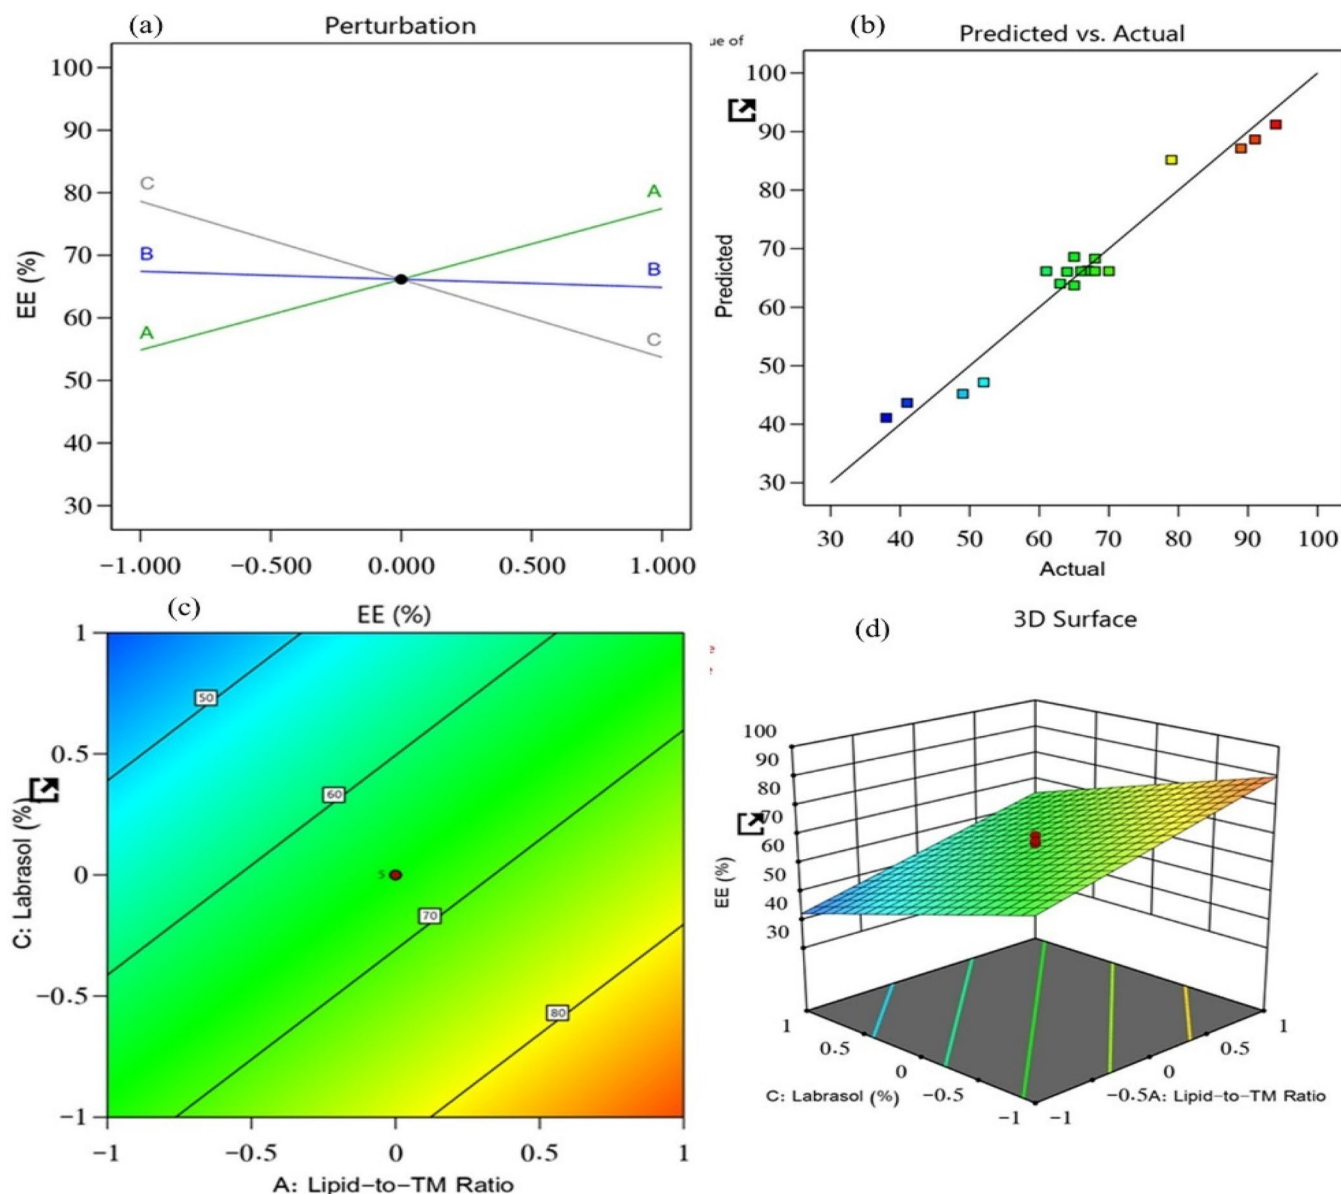 (a)
Perturbation
100
90
80
70
60
50
40
30
EE (%)
C
B
A
A
B
C
−1.000 −0.500 0.000 0.500 1.000
ue of
(b)
Predicted vs. Actual
100
90
80
70
60
50
40
30
Predicted
30 40 50 60 70 80 90 100
Actual
(c)
EE (%)
1
0.5
0
−0.5
−1
C: Labrasol (%)
50
60
70
80
5
−1 −0.5 0 0.5 1
A: Lipid-to-TM Ratio
(d)
3D Surface
100
90
80
70
60
50
40
30
EE (%)
1
0.5
0
−0.5
−1
C: Labrasol (%)
−1
−0.5
0
0.5
1
A: Lipid-to-TM Ratio